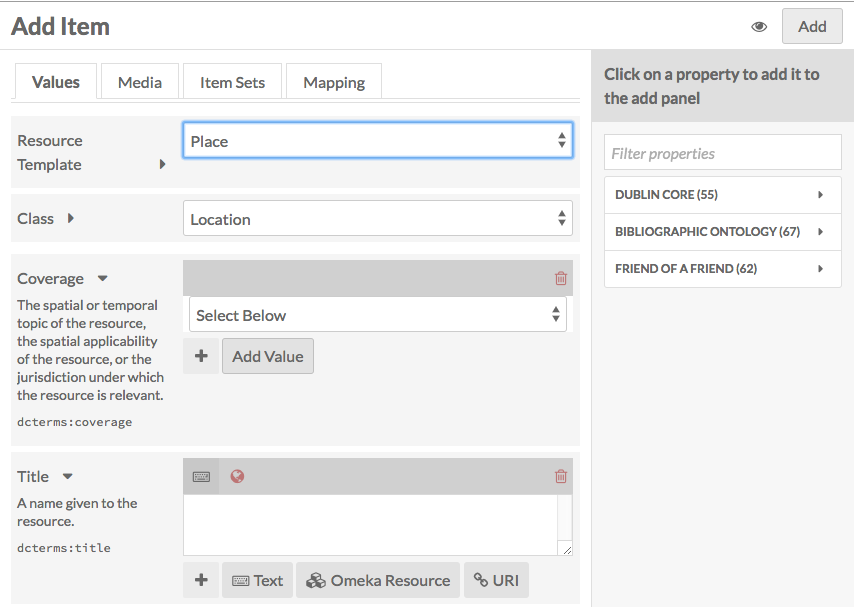 Add Item
Add
Values
Media
Item Sets
Mapping
Resource
Template
Place
Class
Location
Coverage
The spatial or temporal
topic of the resource,
the spatial applicability
of the resource, or the
jurisdiction under which
the resource is relevant.
dcterms:coverage
Select Below
+ Add Value
Title
A name given to the
resource.
dcterms:title
+ Text Omeka Resource URI
Click on a property to add it to
the add panel
Filter properties
DUBLIN CORE (55)
BIBLIOGRAPHIC ONTOLOGY (67)
FRIEND OF A FRIEND (62)